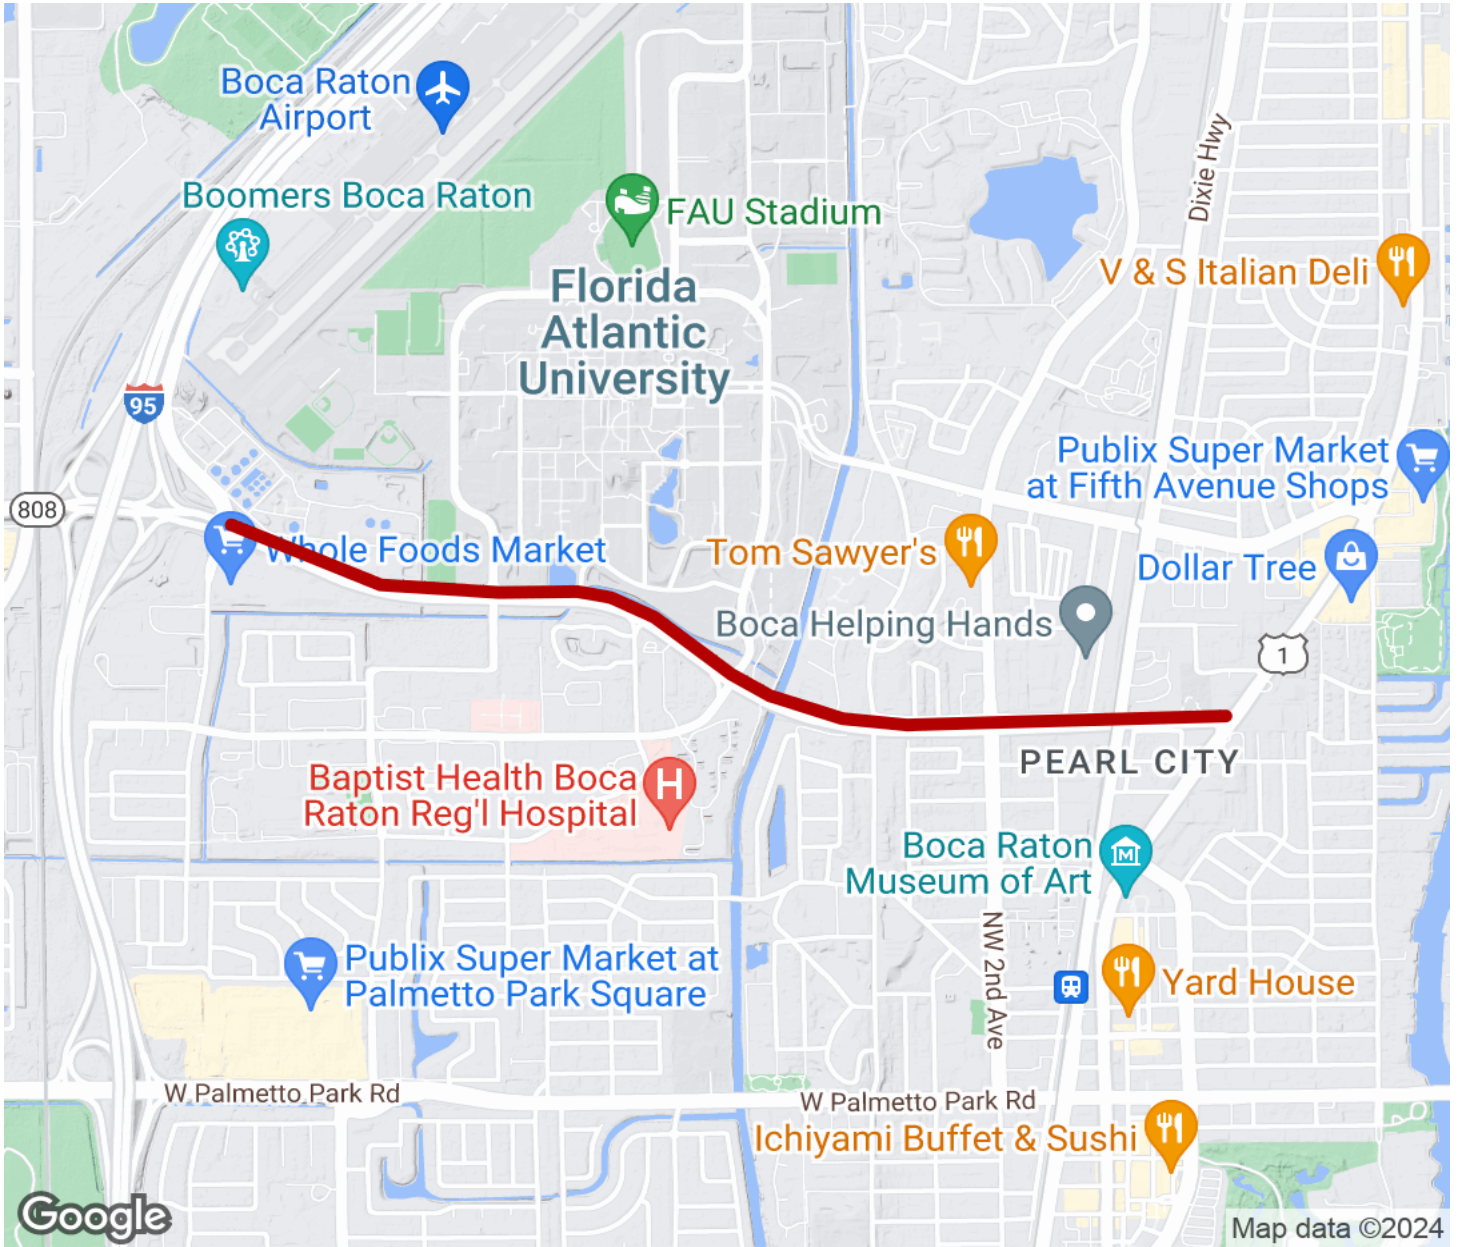 Boca Raton
Airport
Boomers Boca Raton
FAU Stadium
Dixie Hwy
V & S Italian Deli
Florida
Atlantic
University
95
808
Publix Super Market
at Fifth Avenue Shops
Whole Foods Market
Tom Sawyer's
Dollar Tree
Boca Helping Hands
1
PEARL CITY
Baptist Health Boca
Raton Reg'l Hospital
H
Boca Raton
Museum of Art
M
NW 2nd Ave
Publix Super Market at
Palmetto Park Square
Yard House
W Palmetto Park Rd
W Palmetto Park Rd
Ichiyami Buffet & Sushi
Google
Map data ©2024